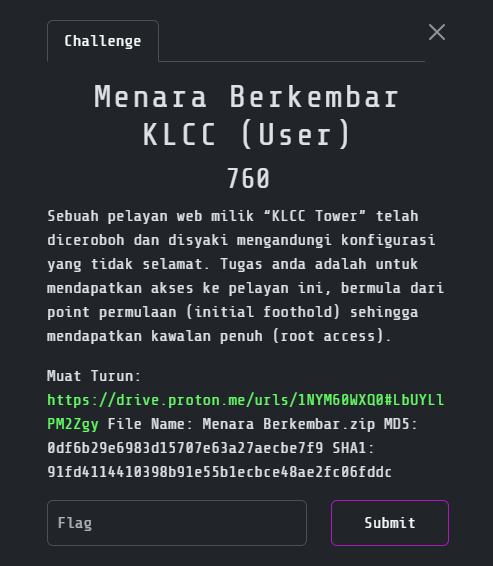 Challenge
Menara Berkembar
KLCC (User)
760
Sebuah pelayan web milik “KLCC Tower” telah
diceroboh dan disyaki mengandungi konfigurasi
yang tidak selamat. Tugas anda adalah untuk
mendapatkan akses ke pelayan ini, bermula dari
point permulaan (initial foothold) sehingga
mendapatkan kawalan penuh (root access).
Muat Turun:
https://drive.proton.me/urls/1NYM60WXQ0#LbUYLl
PM2Zgy File Name: Menara Berkembar.zip MD5:
0df6b29e6983d15707e63a27aecbe7f9 SHA1:
91fd4114410398b91e55b1ecbce48ae2fc06fddc
Flag
Submit